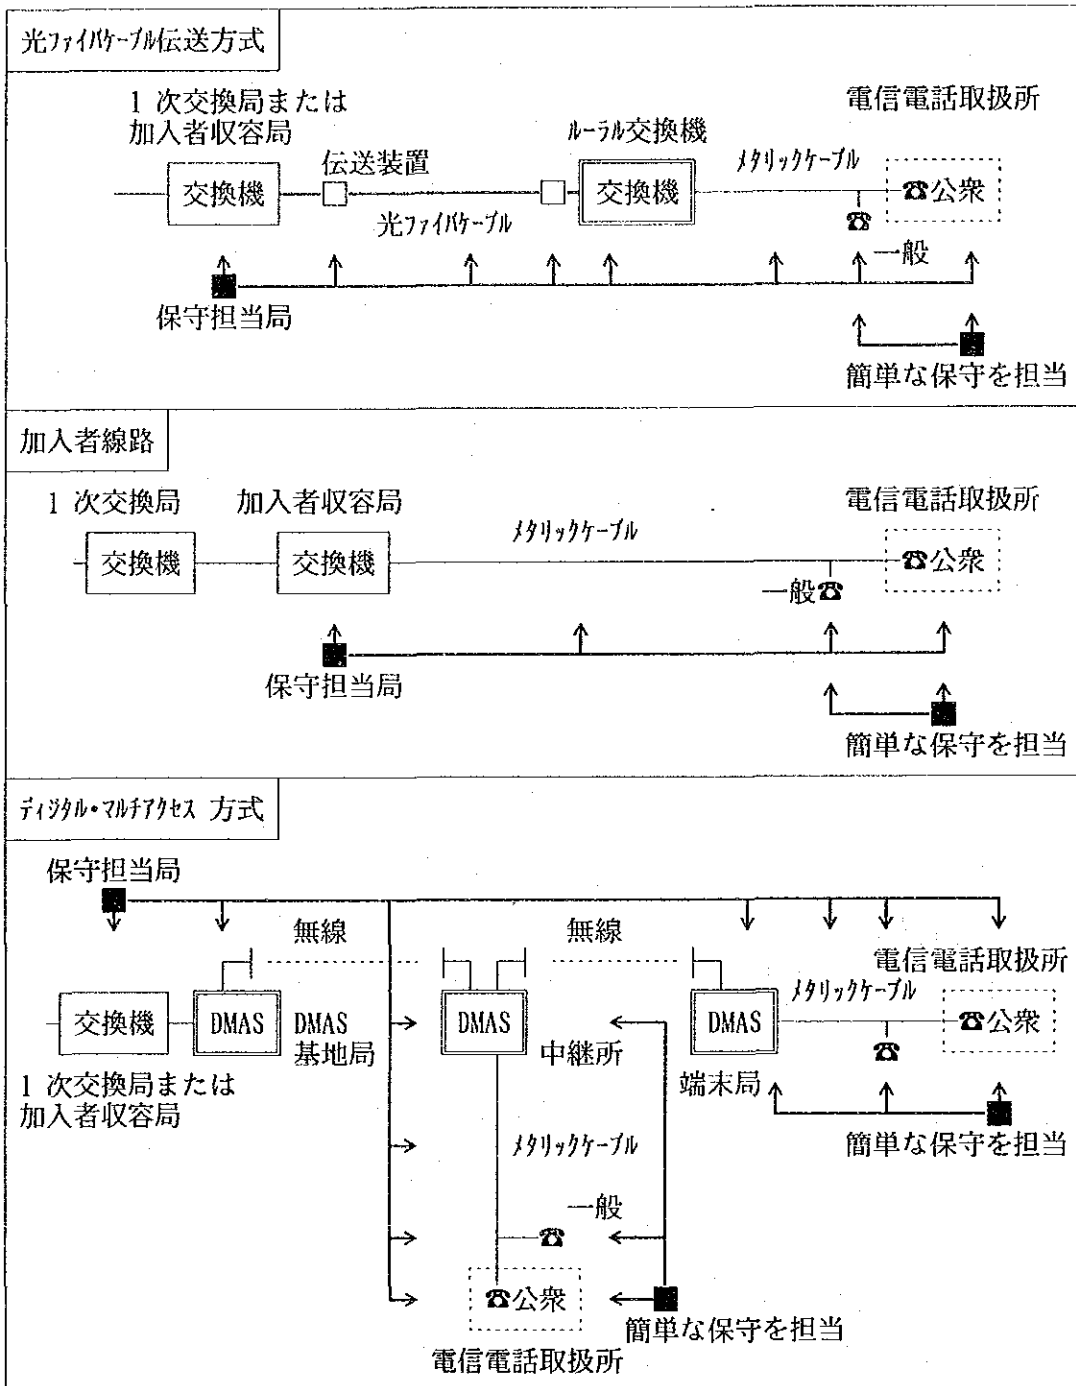 光ファイバケーブル伝送方式
1 次交換局または
加入者収容局
電信電話取扱所
伝送装置
ルーラル交換機
メタリックケーブル
交換機
交換機
☎公衆
光ファイバケーブル
☎
一般
保守担当局
簡単な保守を担当
加入者線路
1 次交換局
加入者収容局
電信電話取扱所
メタリックケーブル
交換機
交換機
☎公衆
一般☎
保守担当局
簡単な保守を担当
ディジタル・マルチアクセス 方式
保守担当局
無線
無線
電信電話取扱所
メタリックケーブル
交換機
DMAS
DMAS
基地局
DMAS
中継所
DMAS
端末局
☎公衆
☎
1 次交換局または
加入者収容局
簡単な保守を担当
メタリックケーブル
一般
☎
☎公衆
簡単な保守を担当
電信電話取扱所